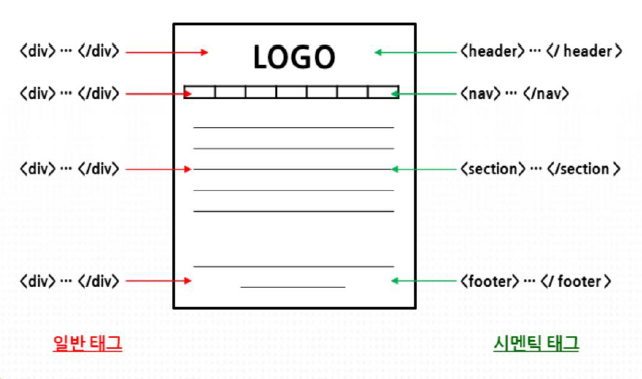 <div> ··· </div> LOGO <header> ··· </ header >
<div> ··· </div> <nav> ··· </nav>
<div> ··· </div> <section> ··· </section >
<div> ··· </div> <footer> ··· </ footer >
일반 태그 시멘틱 태그